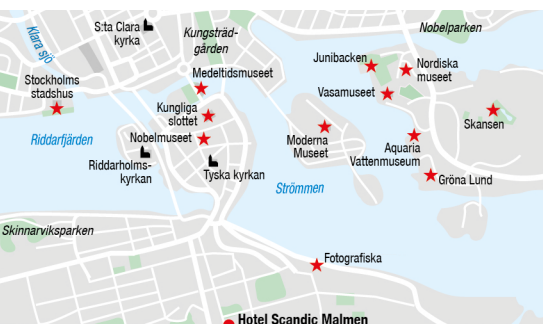 Klara sjö
S:ta Clara
kyrka
Kungsträd-
gården
Nobelparken
Stockholms
stadshus
Medeltidsmuseet
Junibacken
Nordiska
museet
Vasamuseet
Kungliga
slottet
Skansen
Riddarfjärden
Nobelmuseet
Moderna
Museet
Aquaria
Vattenmuseum
Riddarholms-
kyrkan
Tyska kyrkan
Strömmen
Gröna Lund
Skinnarviksparken
Fotografiska
Hotel Scandic Malmen